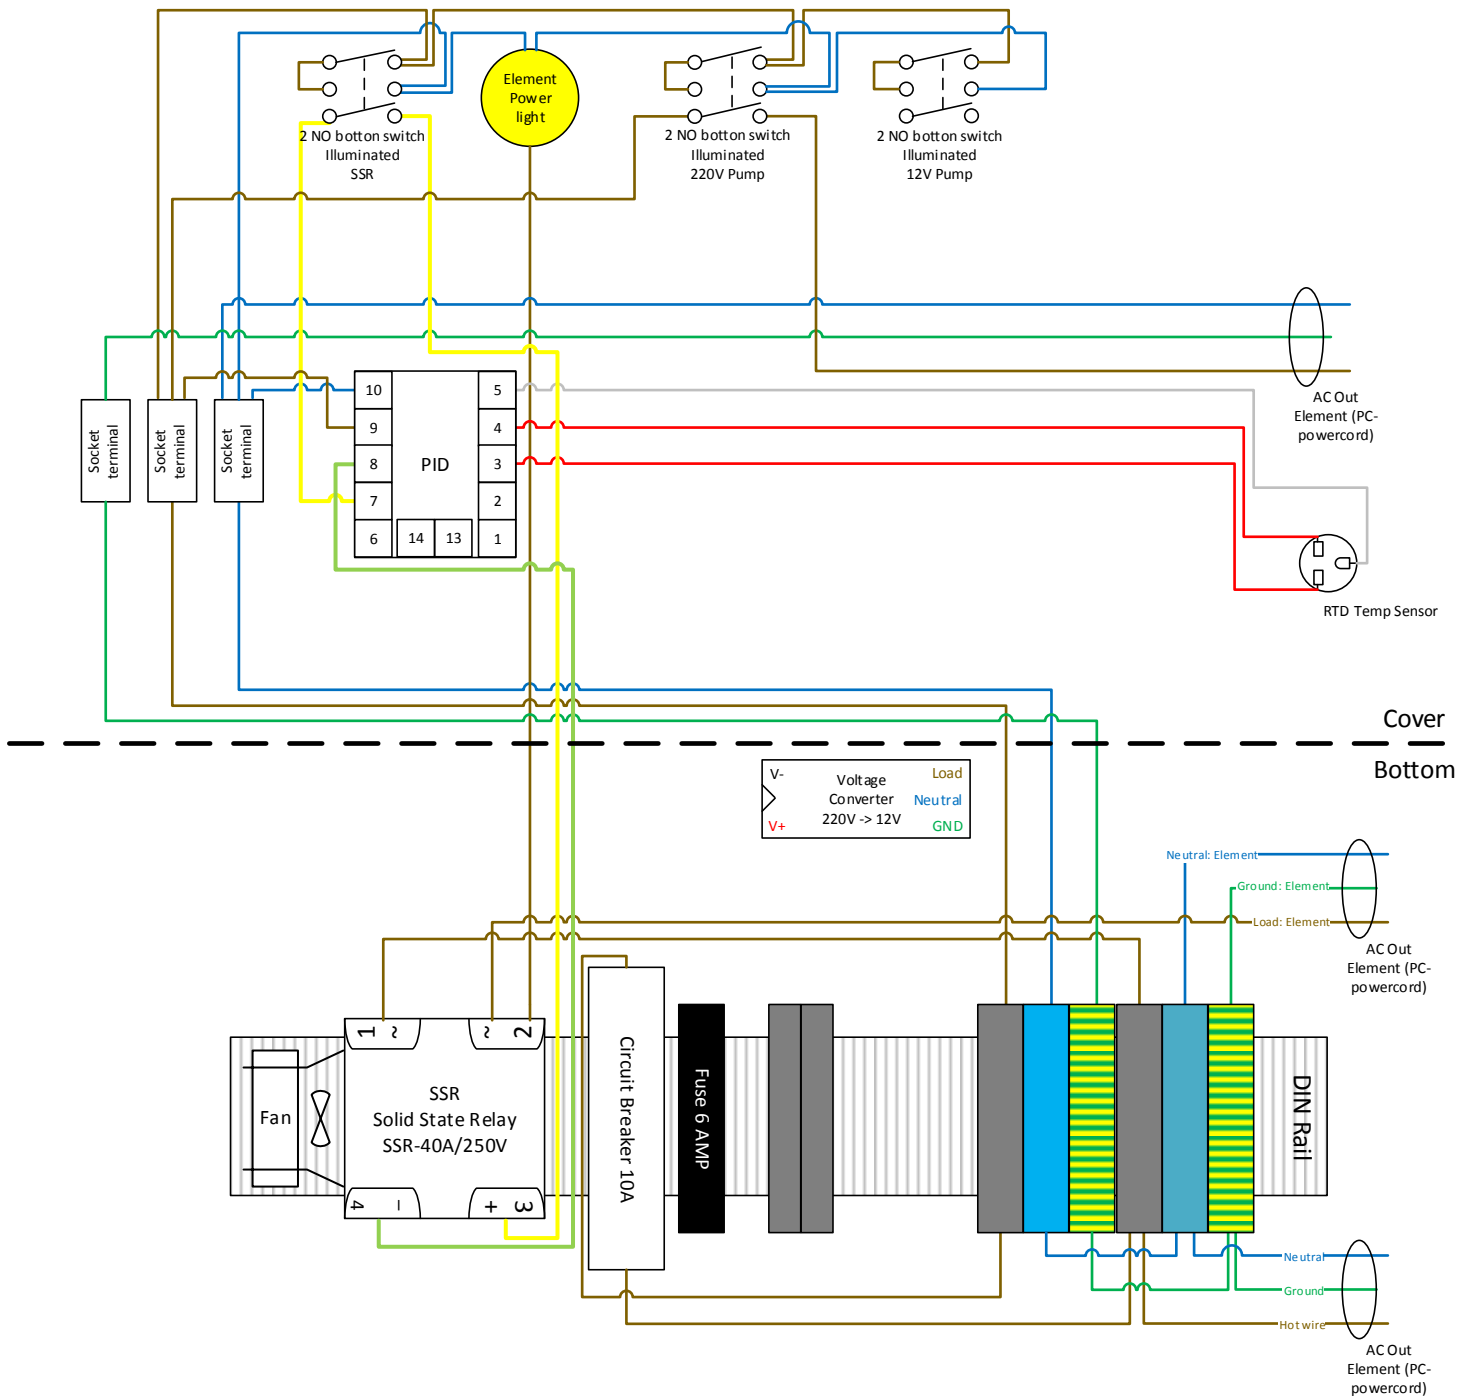 Element
Power
light
2 NO botton switch
Illuminated
SSR
2 NO botton switch
Illuminated
220V Pump
2 NO botton switch
Illuminated
12V Pump
AC Out
Element (PC-
powercord)
Socket
terminal
Socket
terminal
Socket
terminal
10
9
8
7
6
PID
14
13
5
4
3
2
1
RTD Temp Sensor
Cover
Bottom
V-
V+
Voltage
Converter
220V -> 12V
Load
Neutral
GND
Neutral: Element
Ground: Element
Load: Element
AC Out
Element (PC-
powercord)
1
~
~
2
SSR
Solid State Relay
SSR-40A/250V
4
–
+
3
Fan
Circuit Breaker 10A
Fuse 6 AMP
DIN Rail
Neutral
Ground
Hot wire
AC Out
Element (PC-
powercord)